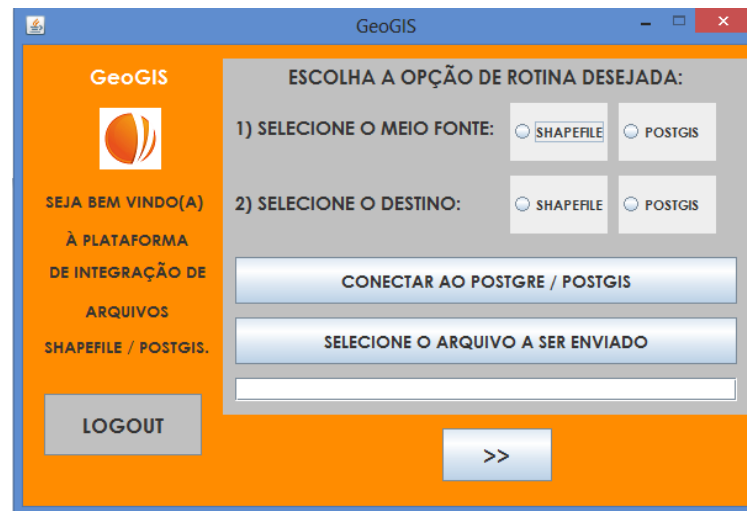 GeoGIS
GeoGIS
SEJA BEM VINDO(A)
À PLATAFORMA
DE INTEGRAÇÃO DE
ARQUIVOS
SHAPEFILE / POSTGIS.
LOGOUT
ESCOLHA A OPÇÃO DE ROTINA DESEJADA:
1) SELECIONE O MEIO FONTE: SHAPEFILE POSTGIS
2) SELECIONE O DESTINO: SHAPEFILE POSTGIS
CONECTAR AO POSTGRE / POSTGIS
SELECIONE O ARQUIVO A SER ENVIADO
>>